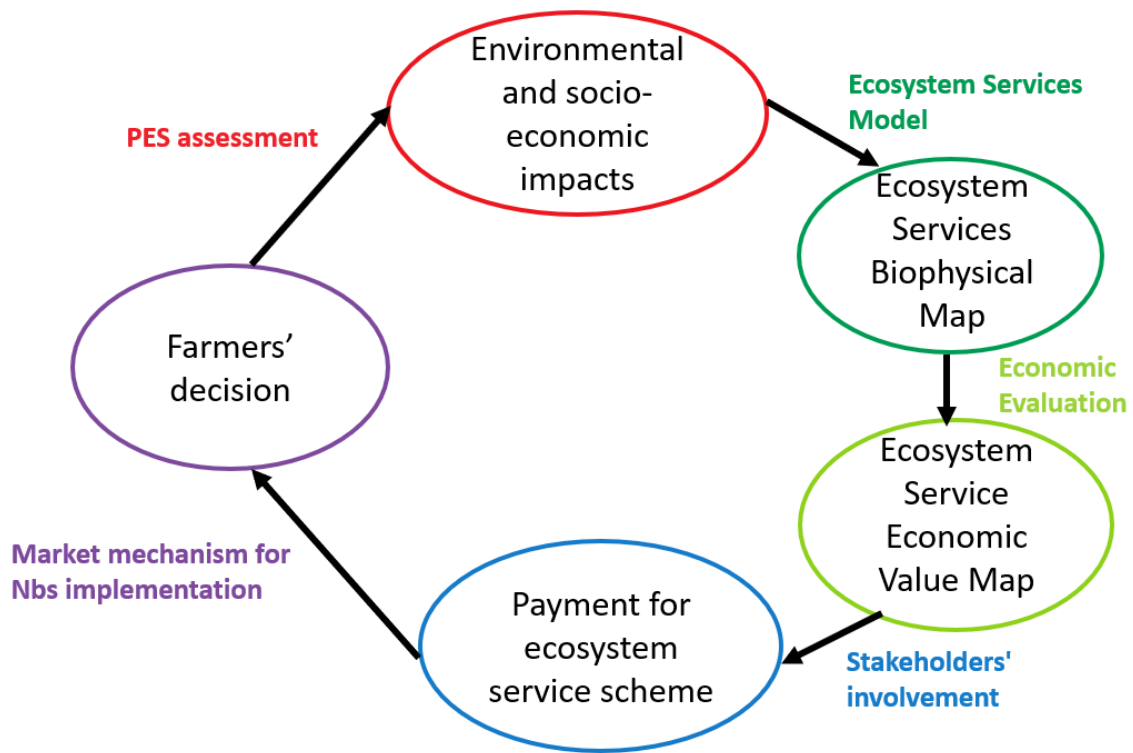 Environmental
and socio-
economic
impacts
Ecosystem Services
Model
PES assessment
Ecosystem
Services
Biophysical
Map
Farmers’
decision
Economic
Evaluation
Ecosystem
Service
Economic
Value Map
Market mechanism for
Nbs implementation
Payment for
ecosystem
service scheme
Stakeholders'
involvement